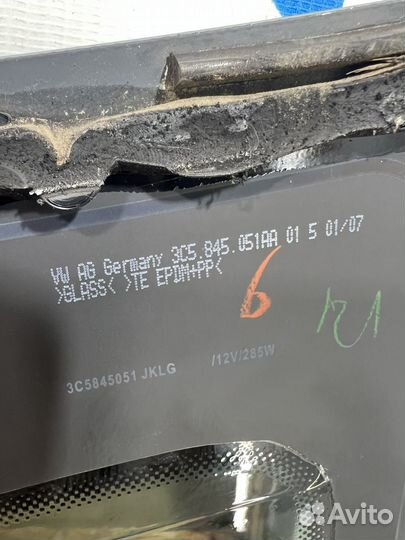 VW AG Germany 3C5.845.051AA 01 5 01/07
>GLASS< >TE EPDM+PP<
6
3C5845051 JKLG /12V/285W
Avito